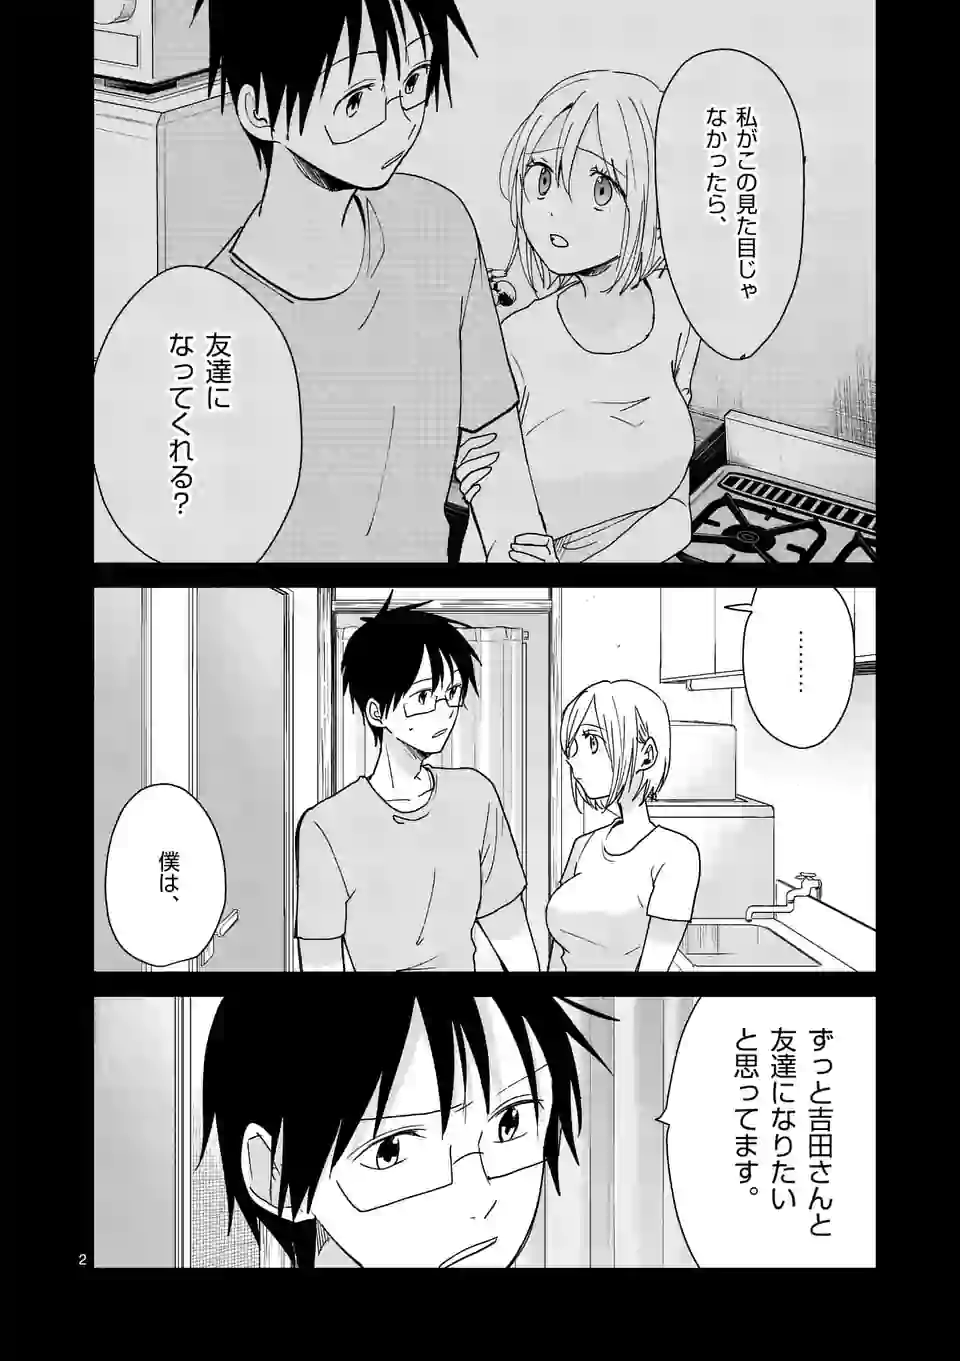 私がこの見た目じゃ
なかったら、
友達に
なってくれる?
………
僕は、
ずっと吉田さんと
友達になりたい
と思ってます。
2